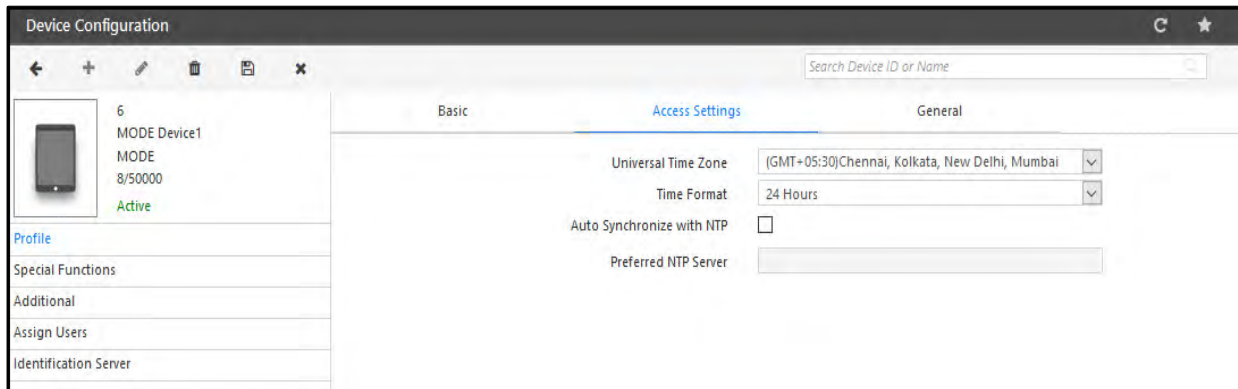 Device Configuration
Search Device ID or Name
6
MODE Device1
MODE
8/50000
Active
Profile
Special Functions
Additional
Assign Users
Identification Server
Basic Access Settings General
Universal Time Zone (GMT+05:30)Chennai, Kolkata, New Delhi, Mumbai
Time Format 24 Hours
Auto Synchronize with NTP
Preferred NTP Server